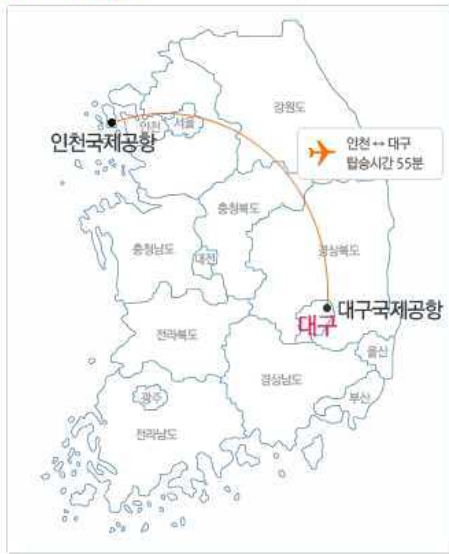 강원도
인천
서울
인천국제공항
인천 ↔ 대구
탑승시간 55분
충청북도
충청남도
대전
경상북도
대구국제공항
대구
전라북도
울산
경상남도
부산
광주
전라남도